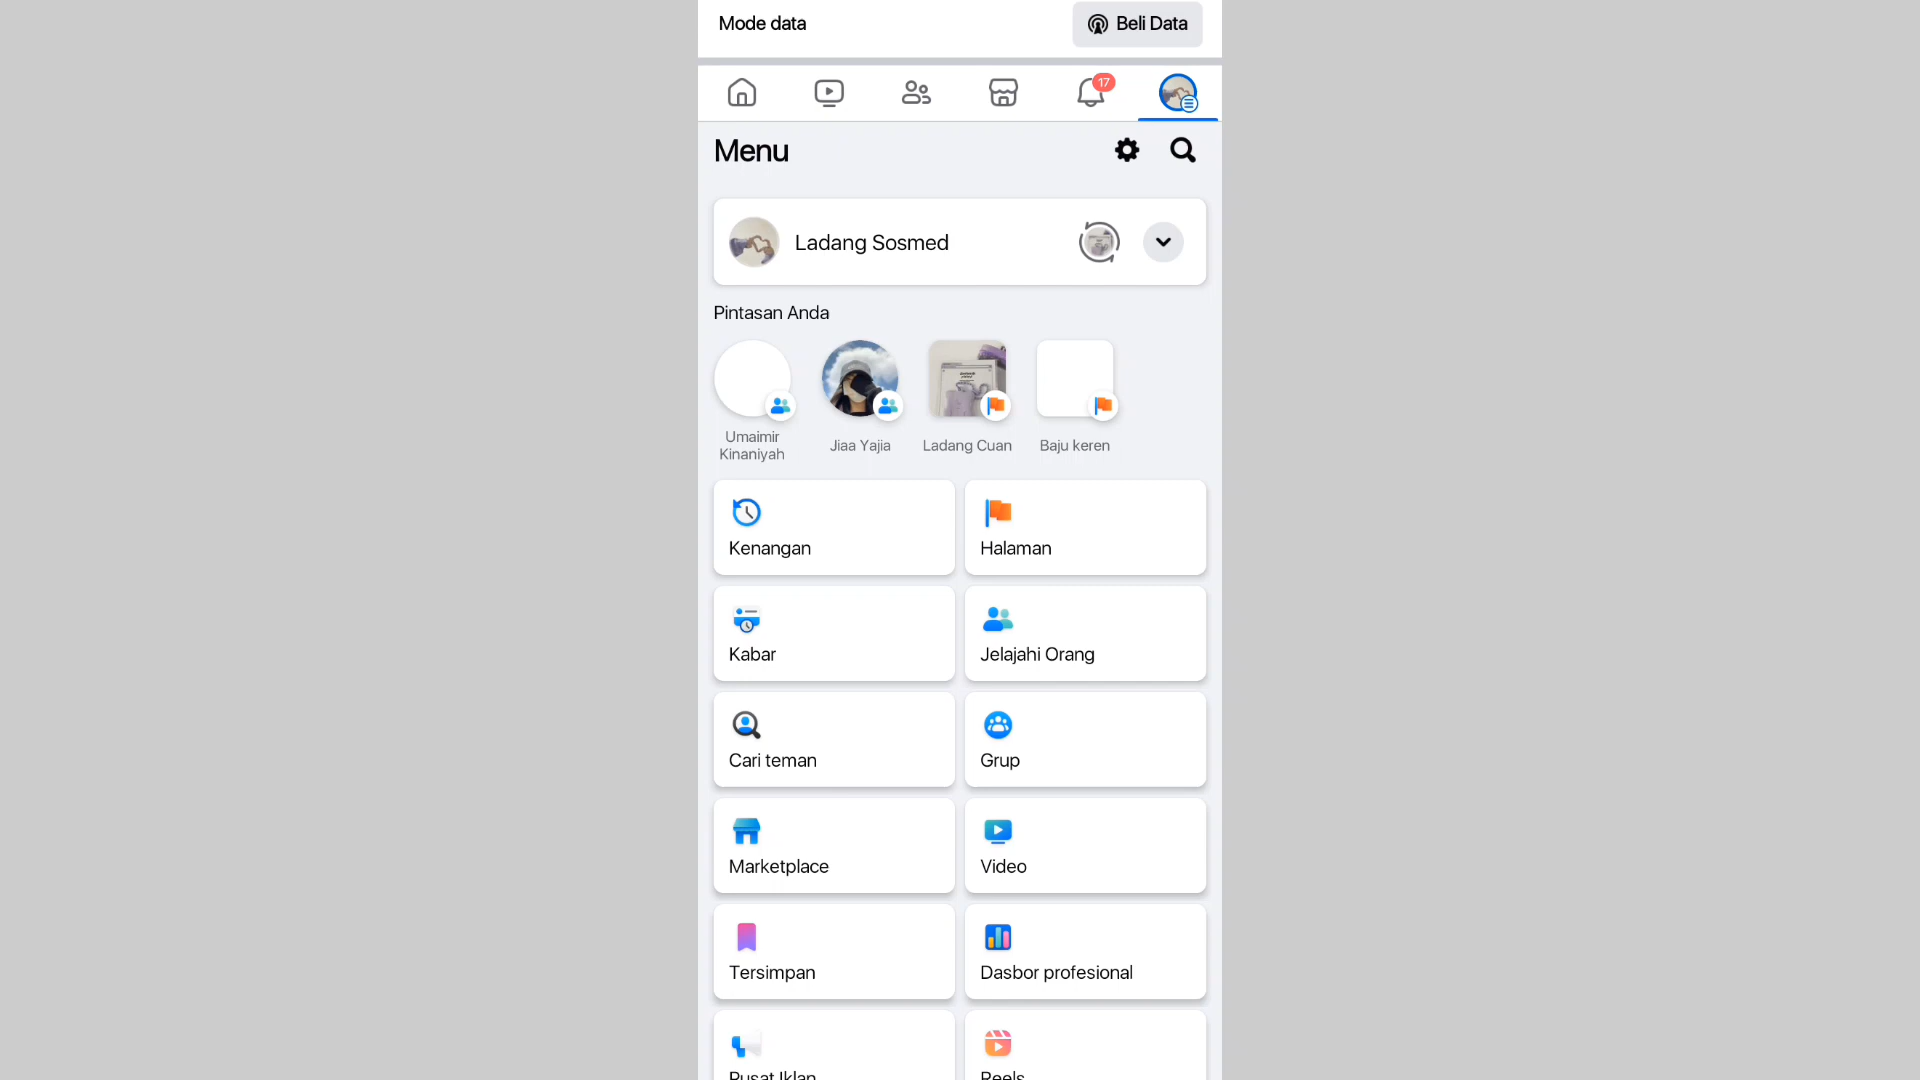 Mode data
Beli Data
17
Menu
Ladang Sosmed
Pintasan Anda
Umaimir
Kinaniyah
Jiaa Yajia
Ladang Cuan
Baju keren
Kenangan
Halaman
Kabar
Jelajahi Orang
Cari teman
Grup
Marketplace
Video
Tersimpan
Dasbor profesional
Pusat Iklan
Reels